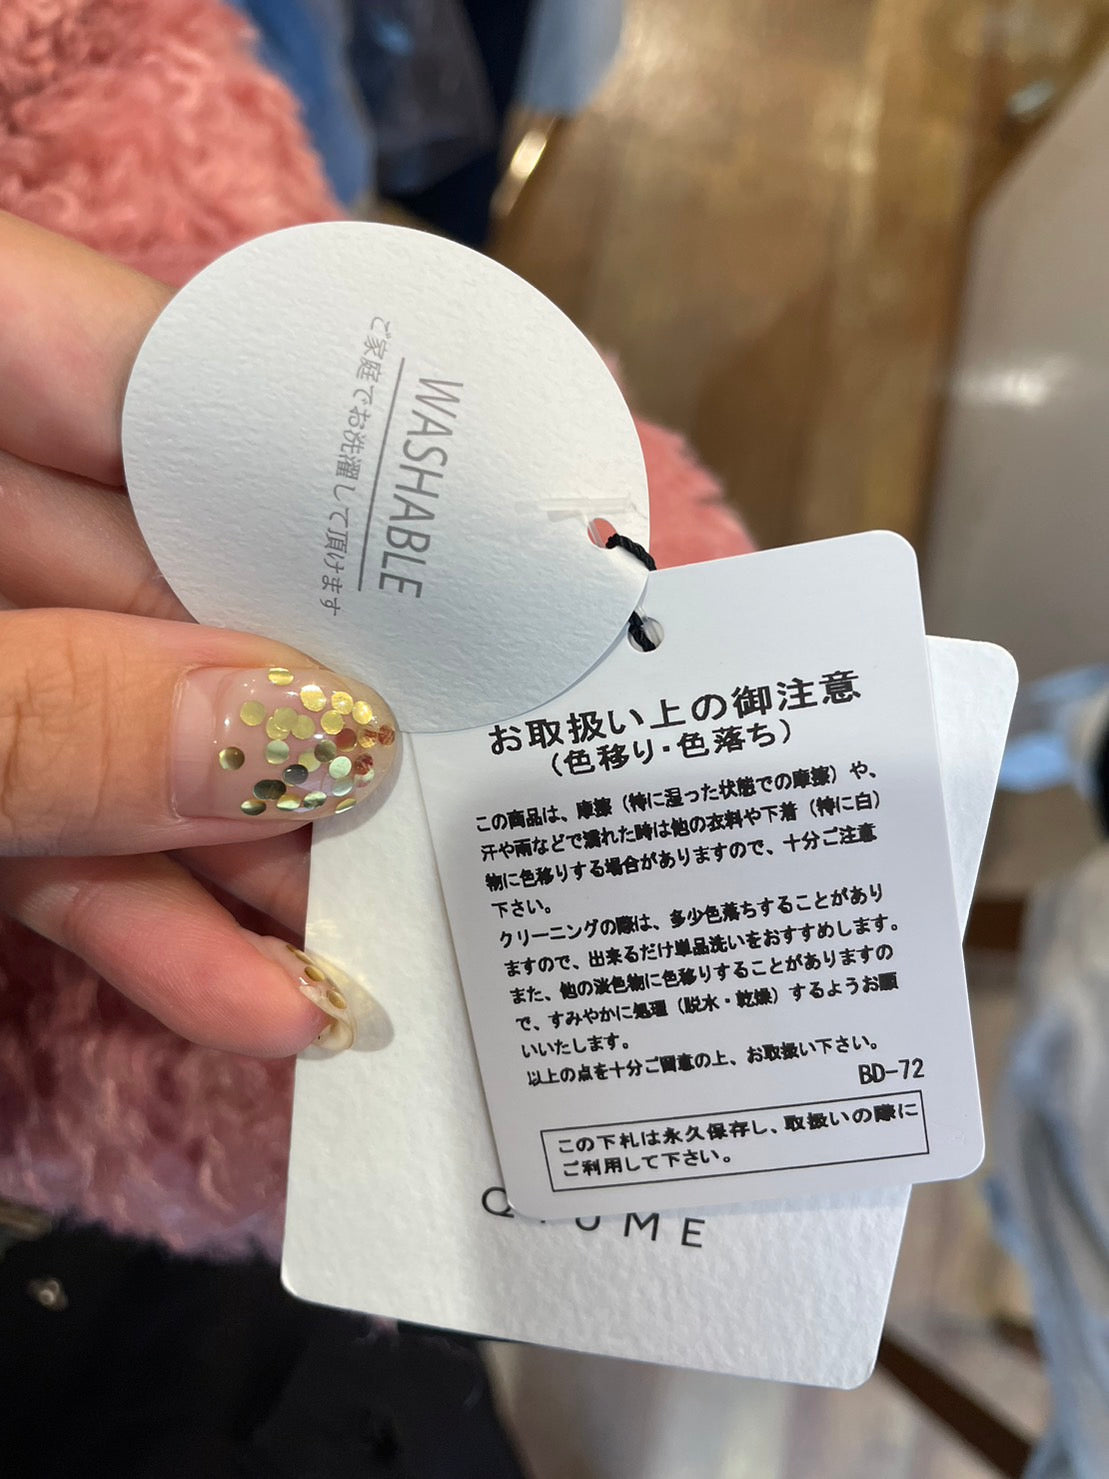 WASHABLE
ご家庭でお洗濯して頂けます
お取扱い上の御注意
(色移り・色落ち)
この商品は、摩擦(特に湿った状態での摩擦)や、
汗や雨などで濡れた時は他の衣料や下着(特に白)
物に色移りする場合がありますので、十分ご注意
下さい。
クリーニングの際は、多少色落ちすることがあり
ますので、出来るだけ単品洗いをおすすめします。
また、他の淡色物に色移りすることがありますの
で、すみやかに処理(脱水・乾燥)するようお願
いいたします。
以上の点を十分ご留意の上、お取扱い下さい。
BD-72
この下札は永久保存し、取扱いの際に
ご利用して下さい。